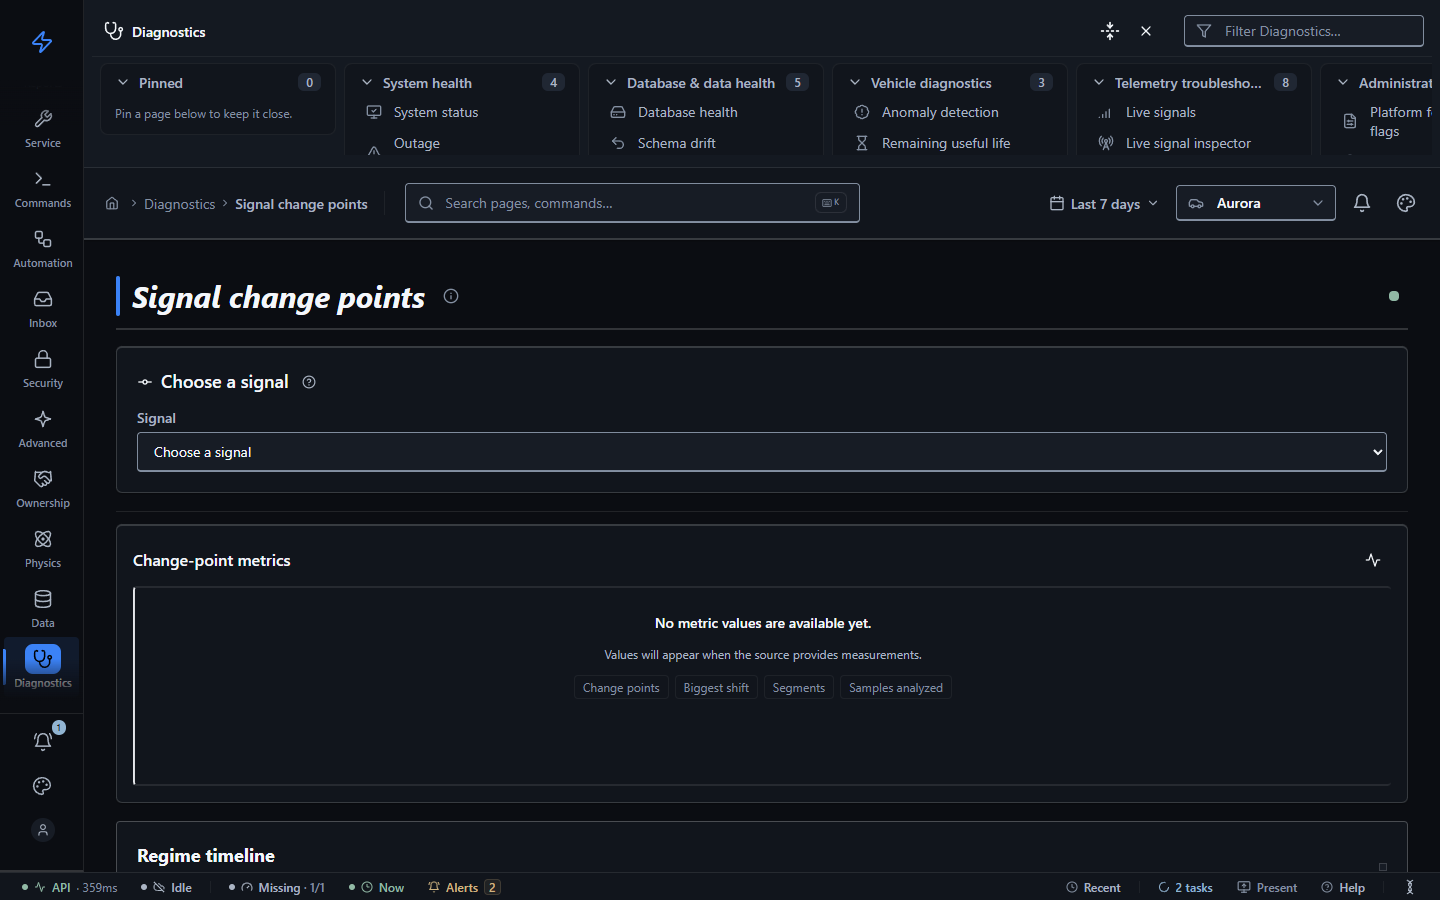 Diagnostics
Filter Diagnostics...
Pinned 0
Pin a page below to keep it close.
System health 4
System status
Outage
Database & data health 5
Database health
Schema drift
Vehicle diagnostics 3
Anomaly detection
Remaining useful life
Telemetry troublesho... 8
Live signals
Live signal inspector
Administrat
Platform f
flags
Service
Commands
Automation
Inbox
Security
Advanced
Ownership
Physics
Data
Diagnostics
1
Diagnostics
Signal change points
Search pages, commands...
K
Last 7 days
Aurora
Signal change points
Choose a signal
Signal
Choose a signal
Change-point metrics
No metric values are available yet.
Values will appear when the source provides measurements.
Change points
Biggest shift
Segments
Samples analyzed
Regime timeline
API · 359ms
Idle
Missing · 1/1
Now
Alerts 2
Recent
2 tasks
Present
Help